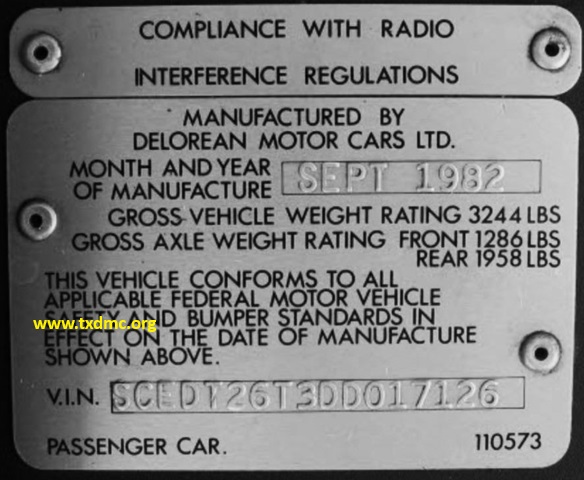 COMPLIANCE WITH RADIO
INTERFERENCE REGULATIONS
MANUFACTURED BY
DELOREAN MOTOR CARS LTD.
MONTH AND YEAR
OF MANUFACTURE SEPT 1982
GROSS VEHICLE WEIGHT RATING 3244 LBS
GROSS AXLE WEIGHT RATING FRONT 1286 LBS
REAR 1958 LBS
THIS VEHICLE CONFORMS TO ALL
APPLICABLE FEDERAL MOTOR VEHICLE
www.txdmc.org
SAFETY AND BUMPER STANDARDS IN
EFFECT ON THE DATE OF MANUFACTURE
SHOWN ABOVE.
V.I.N. SCEDT26T3DD017126
PASSENGER CAR. 110573